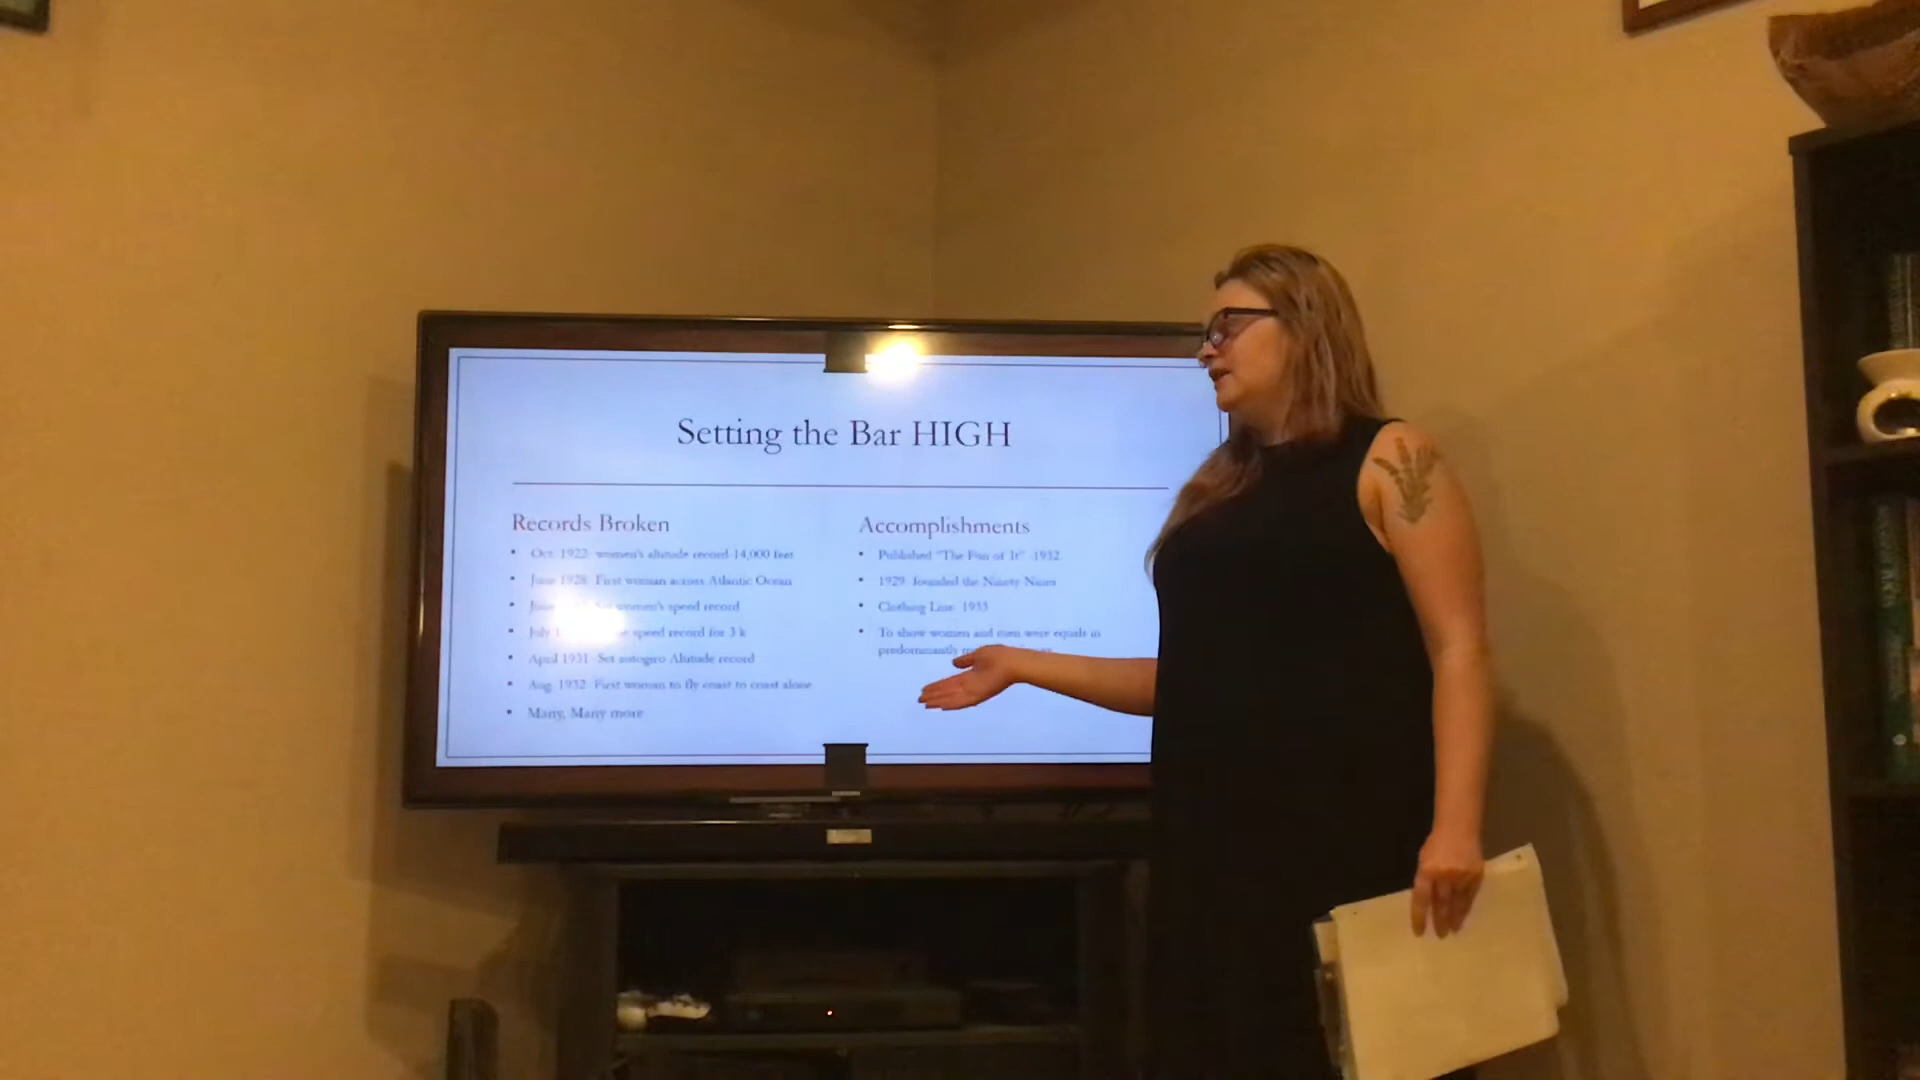 Setting the Bar HIGH
Records Broken
• Oct. 1922- women's altitude record 14,000 feet
• June 1928- First woman across Atlantic Ocean
• women's speed record
• July speed record for 3 k
• April 1931- Set autogiro Altitude record
• Aug. 1932- First woman to fly coast to coast alone
• Many, Many more
Accomplishments
• Published "The Fun of It" 1932
• 1929- founded the Ninety Nines
• Clothing Line- 1933
• To show women and men were equals in
predominantly